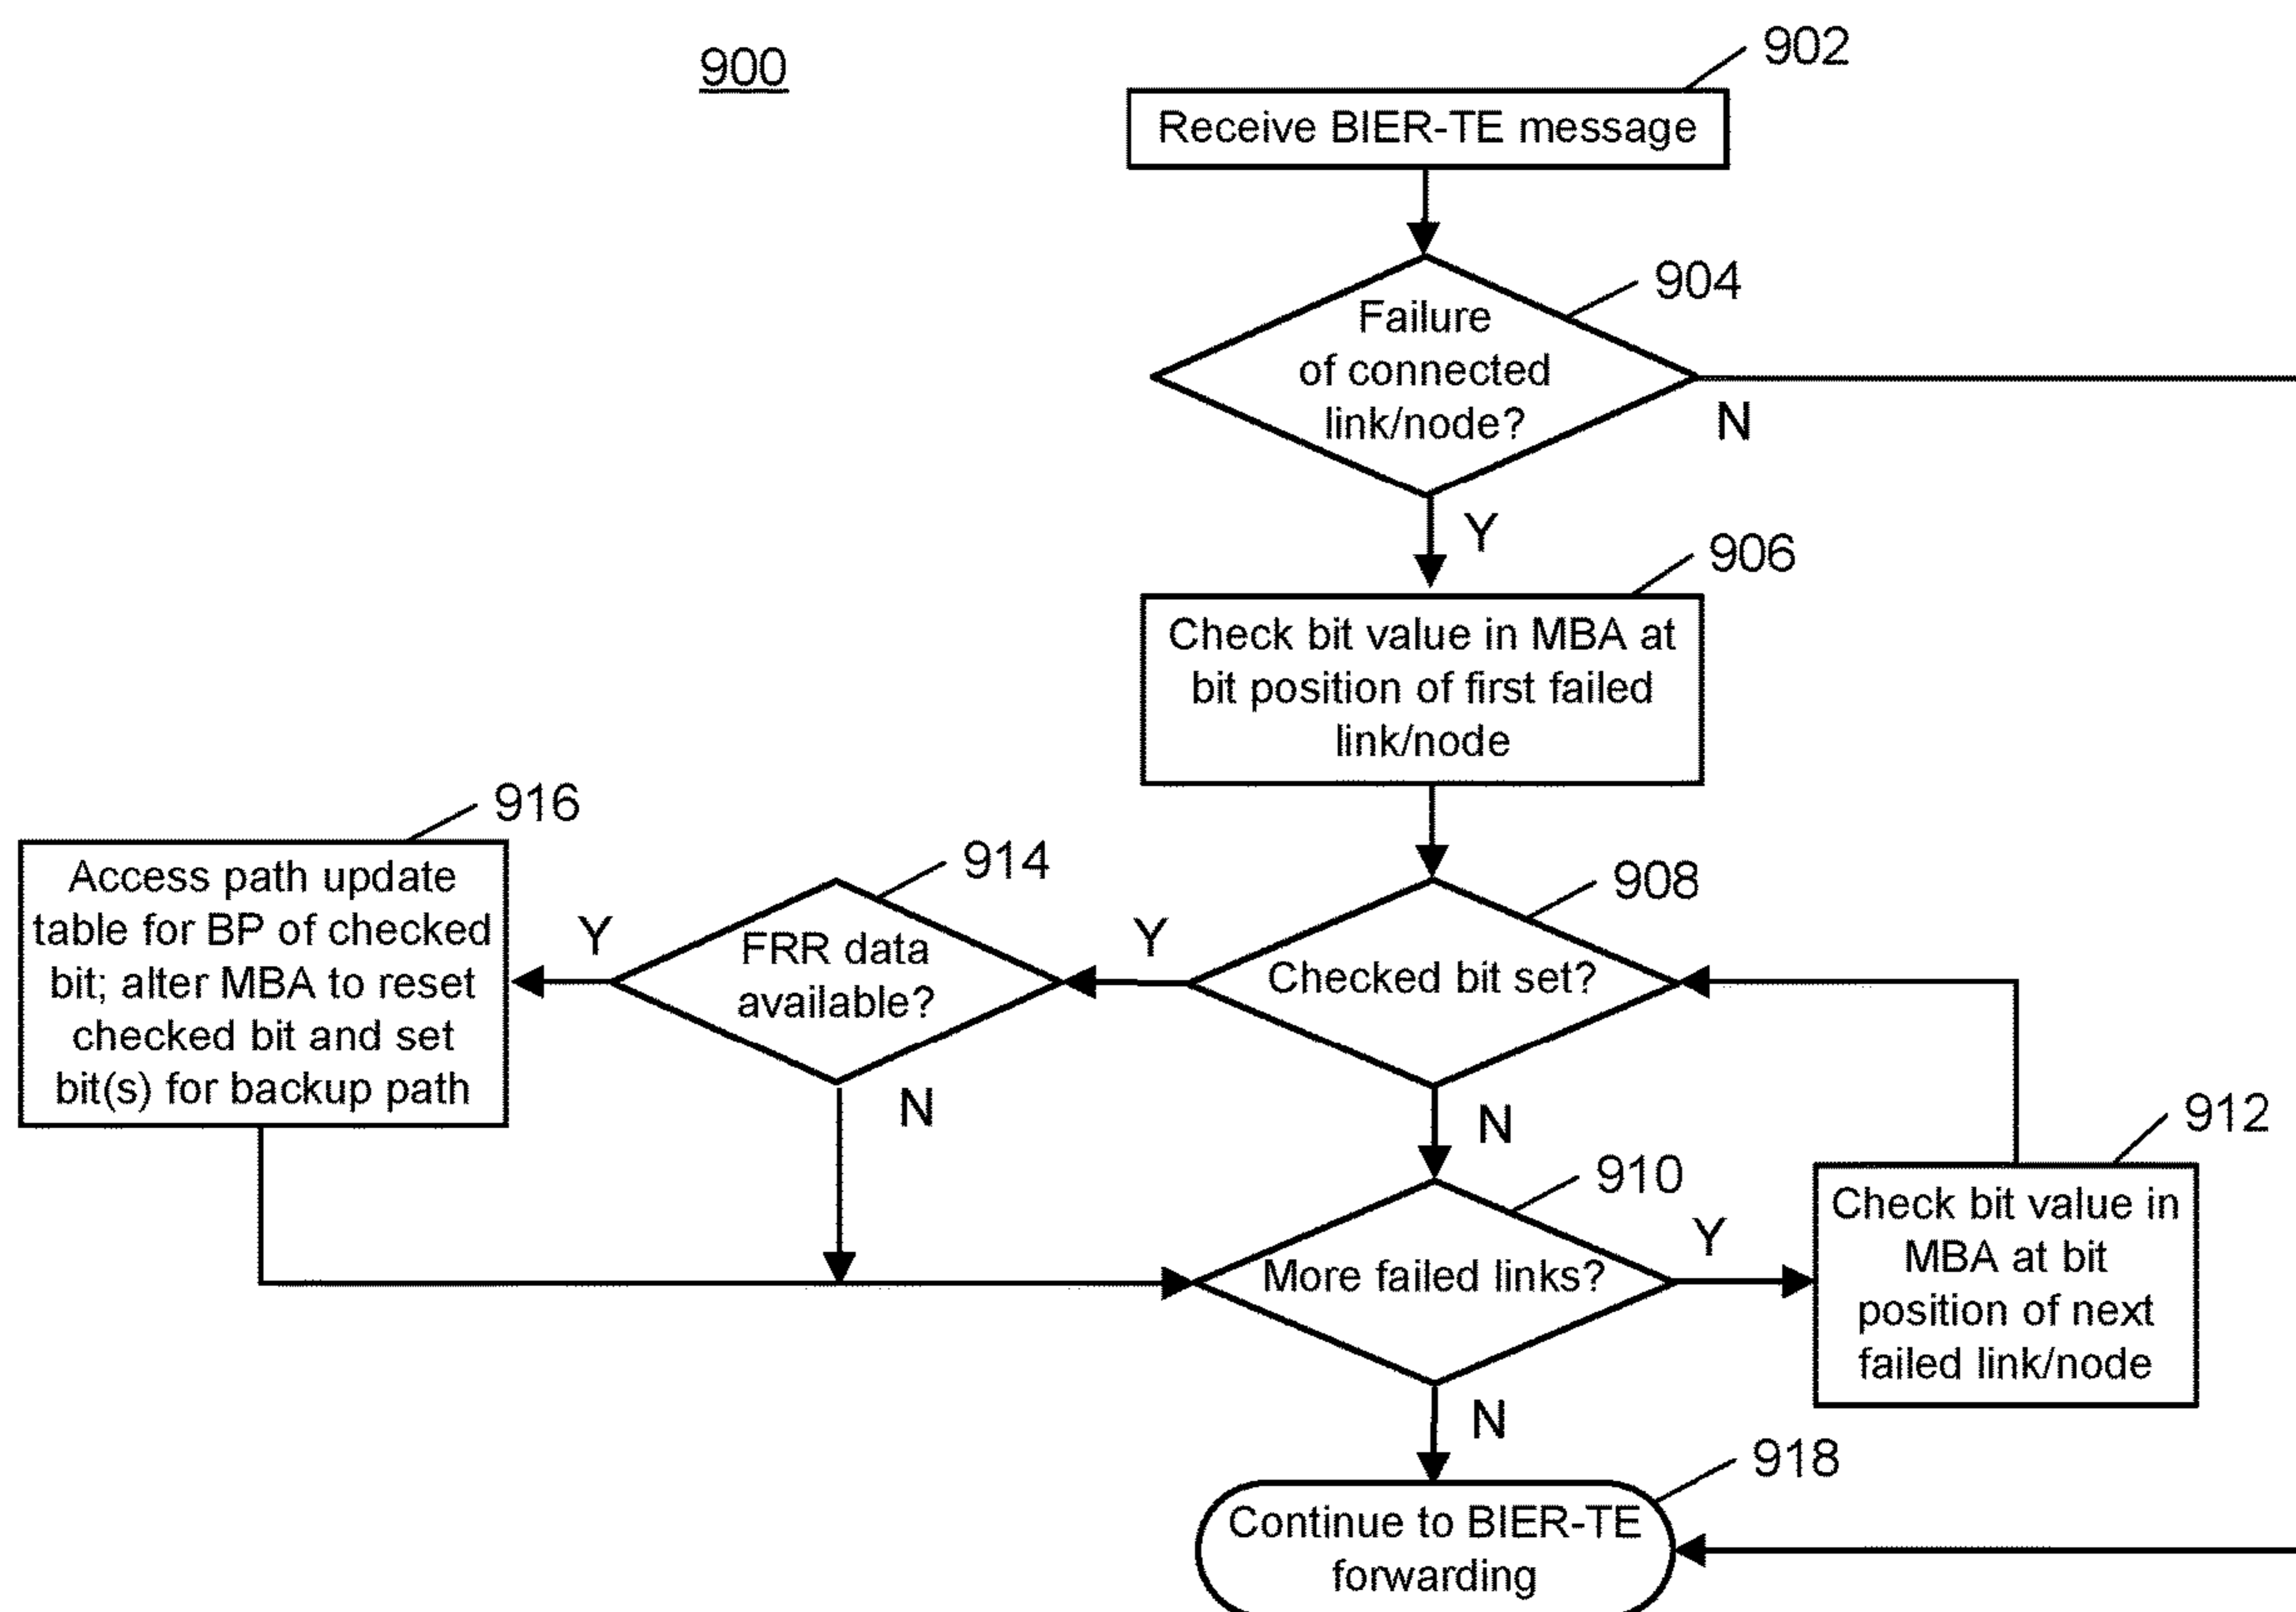 900
902
Receive BIER-TE message
904
Failure
of connected
link/node?
N
Y
906
Check bit value in MBA at
bit position of first failed
link/node
916
Access path update
table for BP of checked
bit; alter MBA to reset
checked bit and set
bit(s) for backup path
Y
914
FRR data
available?
N
Y
908
Checked bit set?
N
910
More failed links?
Y
912
Check bit value in
MBA at bit
position of next
failed link/node
N
918
Continue to BIER-TE
forwarding